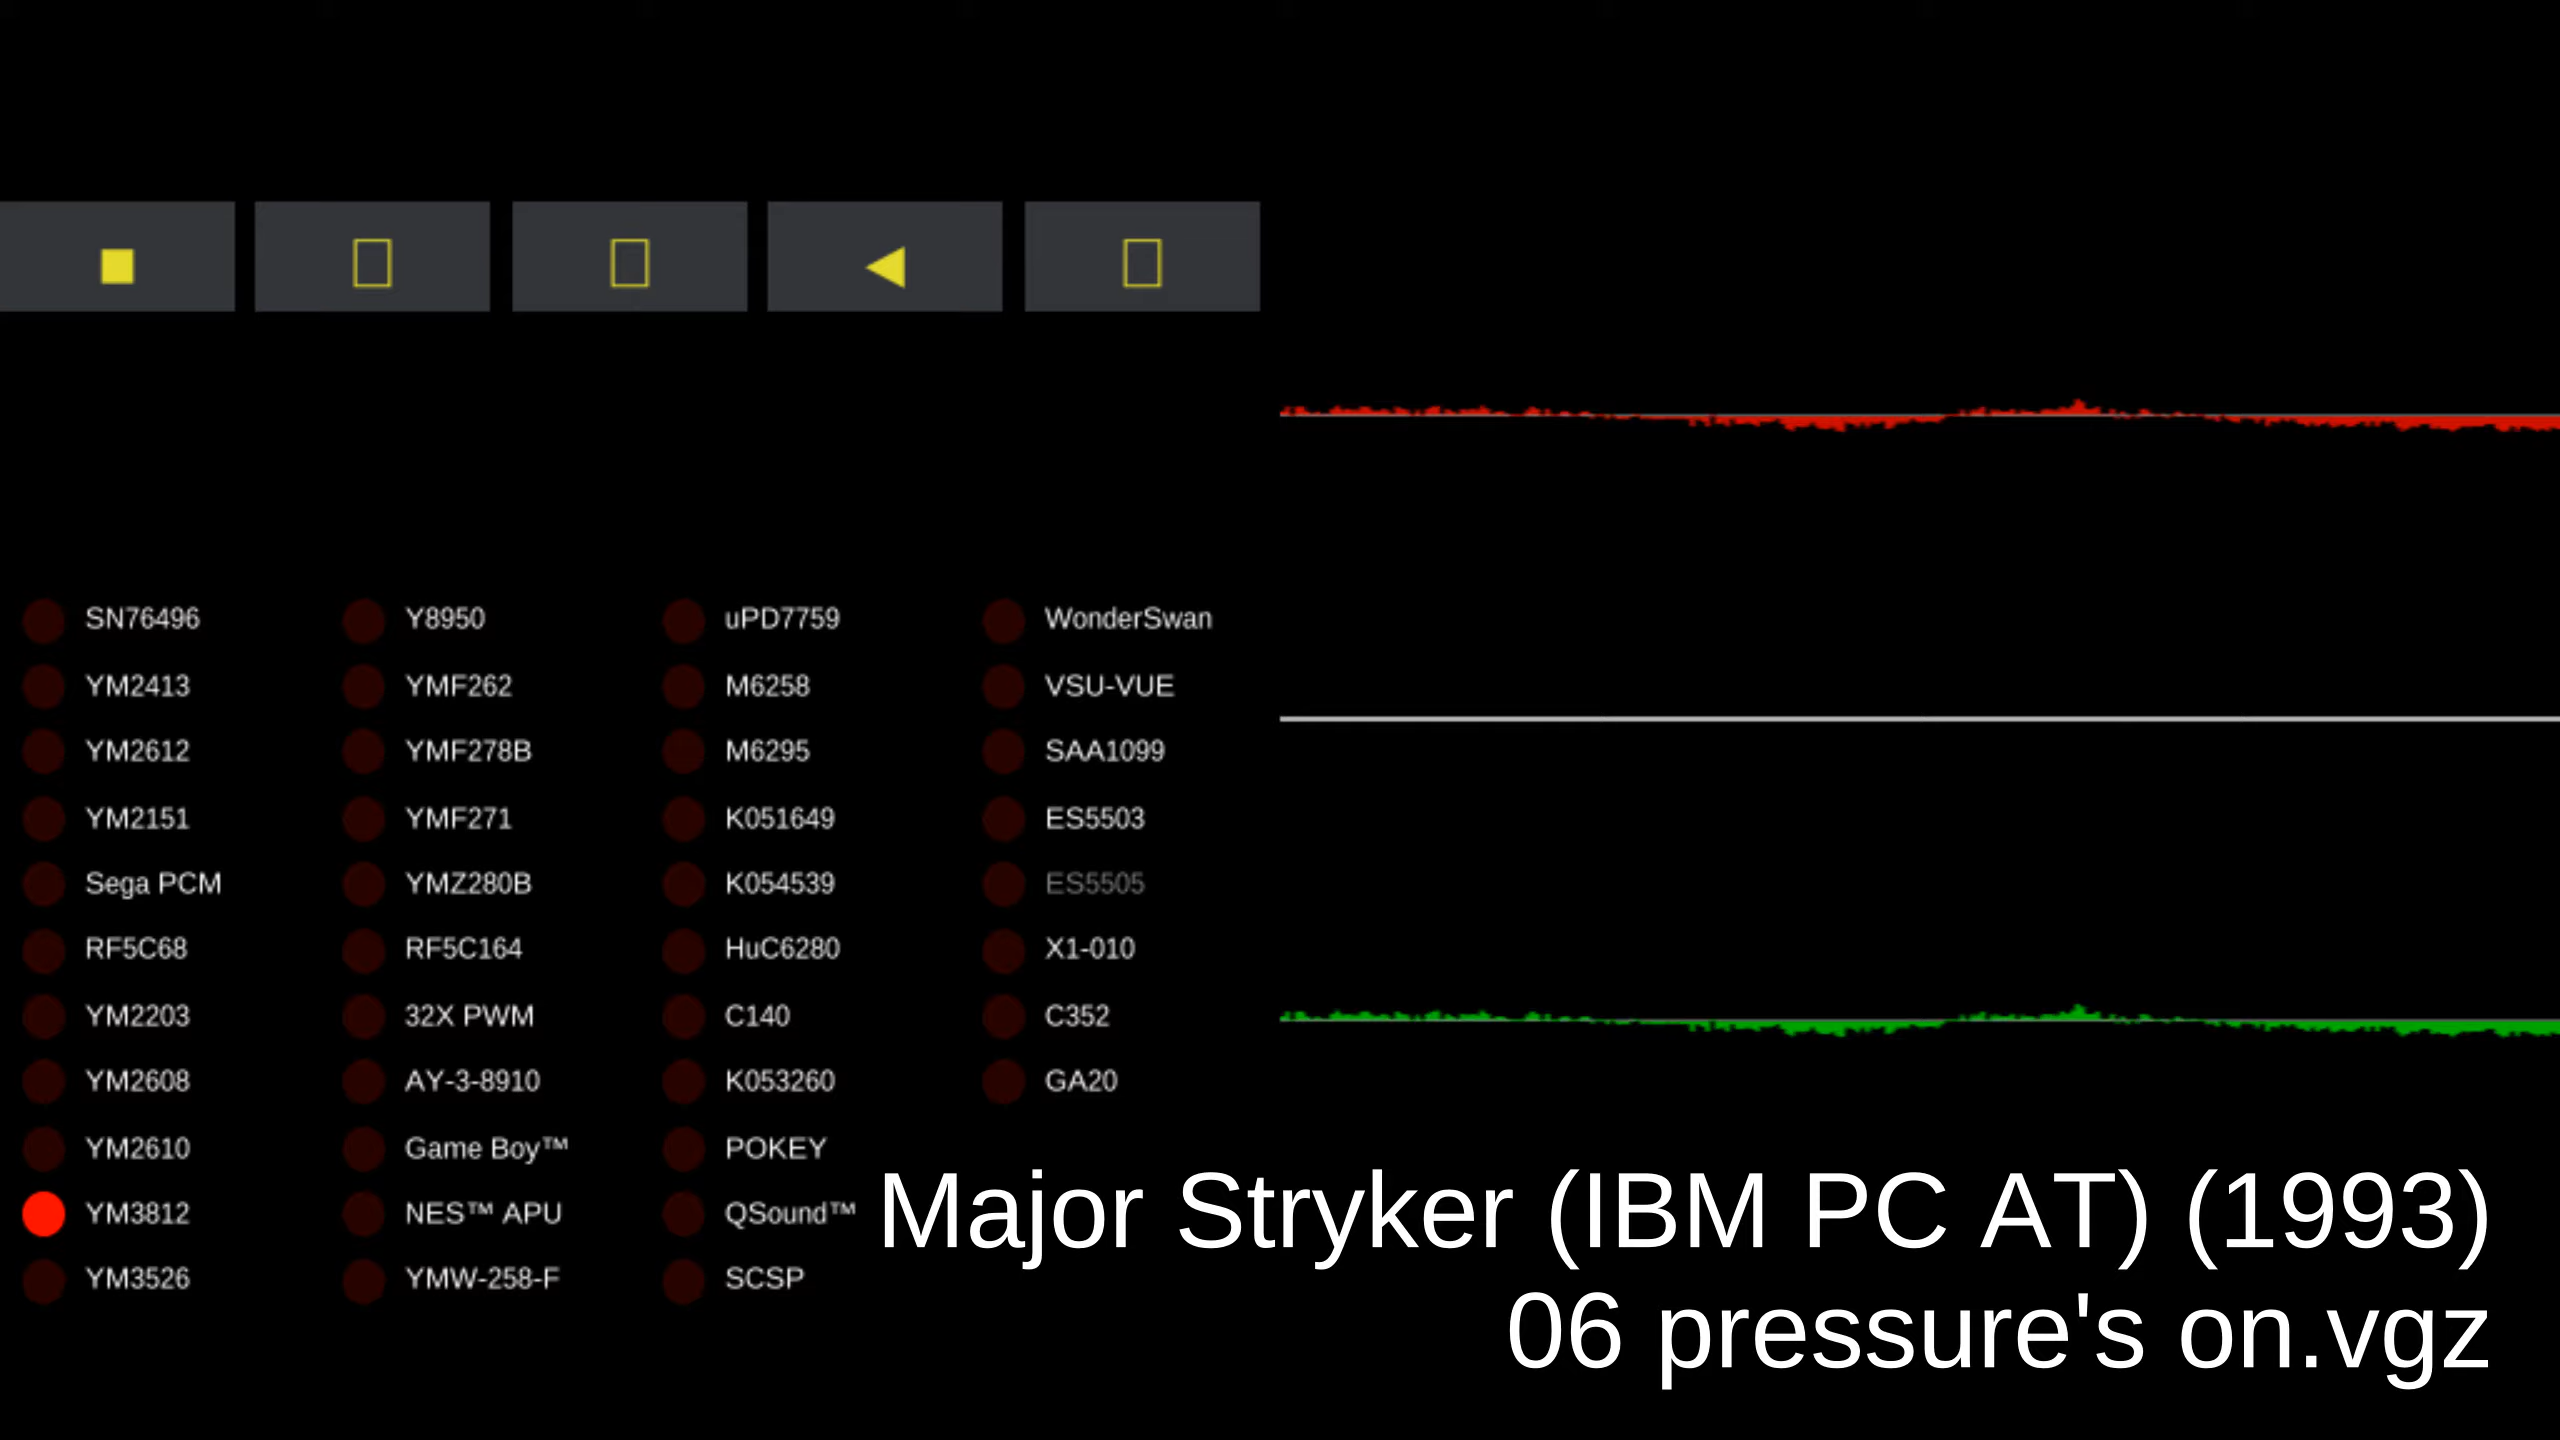 SN76496
YM2413
YM2612
YM2151
Sega PCM
RF5C68
YM2203
YM2608
YM2610
YM3812
YM3526
Y8950
YMF262
YMF278B
YMF271
YMZ280B
RF5C164
32X PWM
AY-3-8910
Game Boy™
NES™ APU
YMW-258-F
uPD7759
M6258
M6295
K051649
K054539
HuC6280
C140
K053260
POKEY
QSound™
SCSP
WonderSwan
VSU-VUE
SAA1099
ES5503
ES5505
X1-010
C352
GA20
Major Stryker (IBM PC AT) (1993)
06 pressure's on.vgz